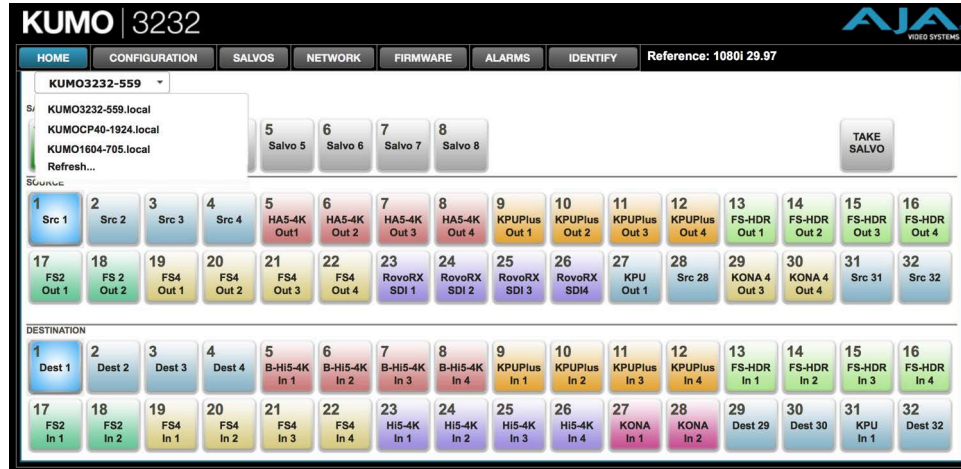 KUMO | 3232
AJA
VIDEO SYSTEMS
HOME CONFIGURATION SALVOS NETWORK FIRMWARE ALARMS IDENTIFY Reference: 1080i 29.97
KUMO3232-559
KUMO3232-559.local
KUMOCP40-1924.local
KUMO1604-705.local
Refresh...
5 Salvo 5
6 Salvo 6
7 Salvo 7
8 Salvo 8
TAKE
SALVO
SOURCE
1 2 3 4 5 6 7 8 9 10 11 12 13 14 15 16
Src 1 Src 2 Src 3 Src 4 HA5-4K HA5-4K HA5-4K HA5-4K KPUPlus KPUPlus KPUPlus KPUPlus FS-HDR FS-HDR FS-HDR FS-HDR
Out1 Out 2 Out 3 Out 4 Out 1 Out 2 Out 3 Out 4 Out 1 Out 2 Out 3 Out 4
17 18 19 20 21 22 23 24 25 26 27 28 29 30 31 32
FS2 FS 2 FS4 FS4 FS4 FS4 RovoRX RovoRX RovoRX RovoRX KPU Src 28 KONA 4 KONA 4 Src 31 Src 32
Out 1 Out 2 Out 1 Out 2 Out 3 Out 4 SDI 1 SDI 2 SDI 3 SDI4 Out 1 Out 3 Out 4
DESTINATION
1 2 3 4 5 6 7 8 9 10 11 12 13 14 15 16
Dest 1 Dest 2 Dest 3 Dest 4 B-Hi5-4K B-Hi5-4K B-Hi5-4K B-Hi5-4K KPUPlus KPUPlus KPUPlus KPUPlus FS-HDR FS-HDR FS-HDR FS-HDR
In 1 In 2 In 3 In 4 In 1 In 2 In 3 In 4 In 1 In 2 In 3 In 4
17 18 19 20 21 22 23 24 25 26 27 28 29 30 31 32
FS2 FS2 FS4 FS4 FS4 FS4 Hi5-4K Hi5-4K Hi5-4K Hi5-4K KONA KONA Dest 29 Dest 30 KPU Dest 32
In 1 In 2 In 1 In 2 In 3 In 4 In 1 In 2 In 3 In 4 In 1 In 2 In 1